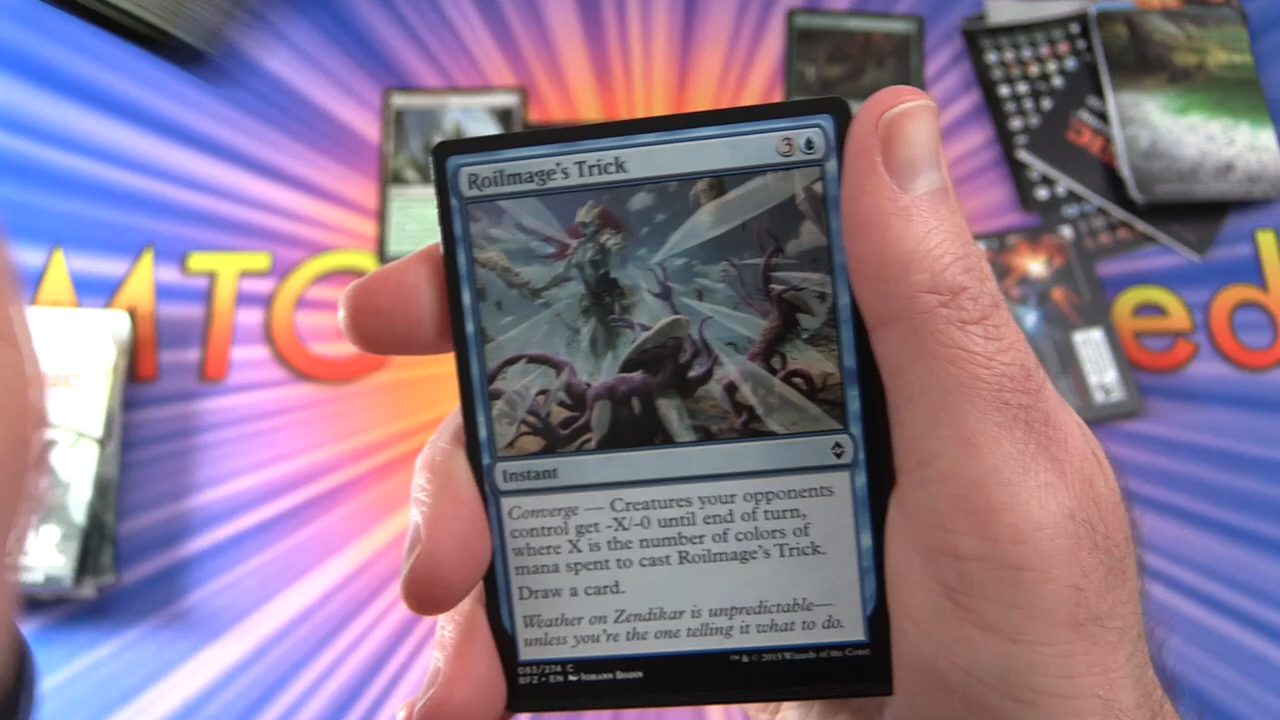 Roilmage's Trick
3
Instant
Converge — Creatures your opponents
control get -X/-0 until end of turn,
where X is the number of colors of
mana spent to cast Roilmage's Trick.
Draw a card.
Weather on Zendikar is unpredictable—
unless you're the one telling it what to do.
083/274 C
BFZ • EN Johann Bodin
™ & © 2015 Wizards of the Coast
MTG
ed